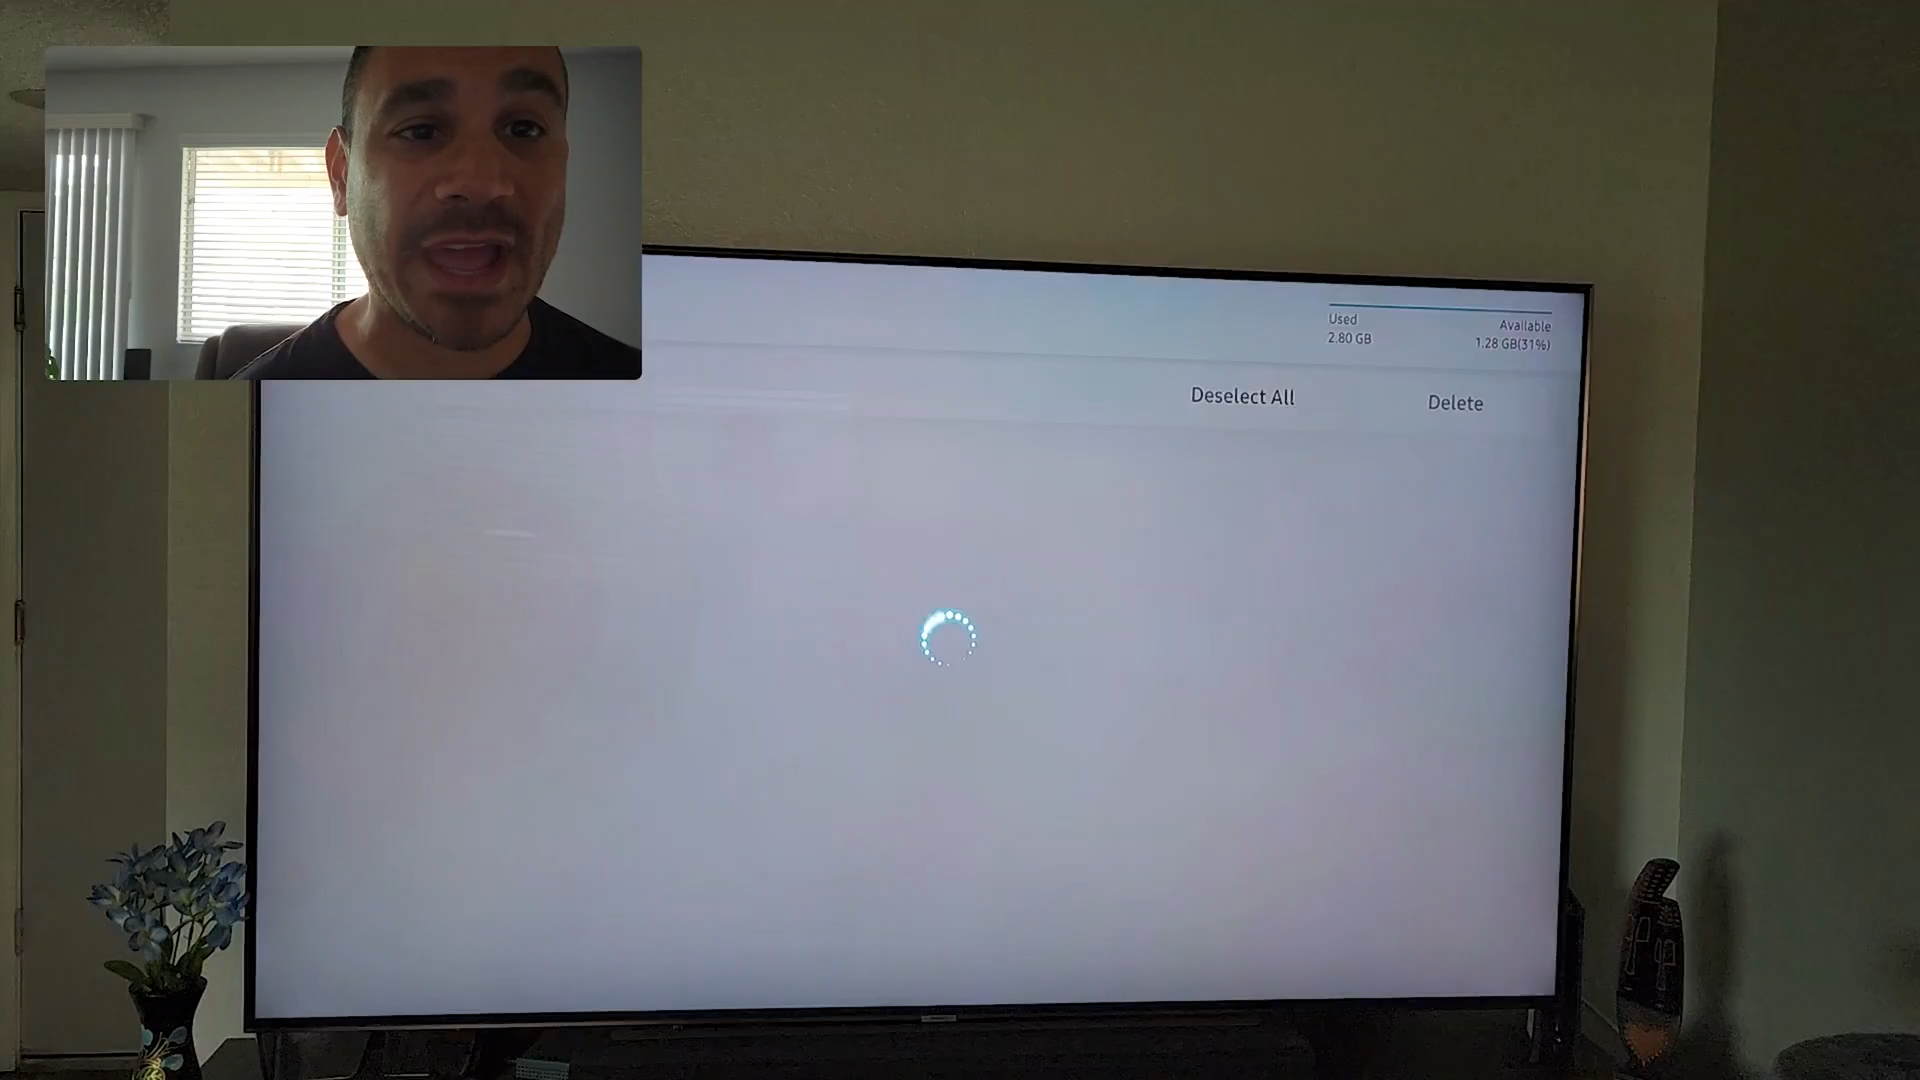 Used
Available
2.80 GB
1.28 GB(31%)
Deselect All
Delete